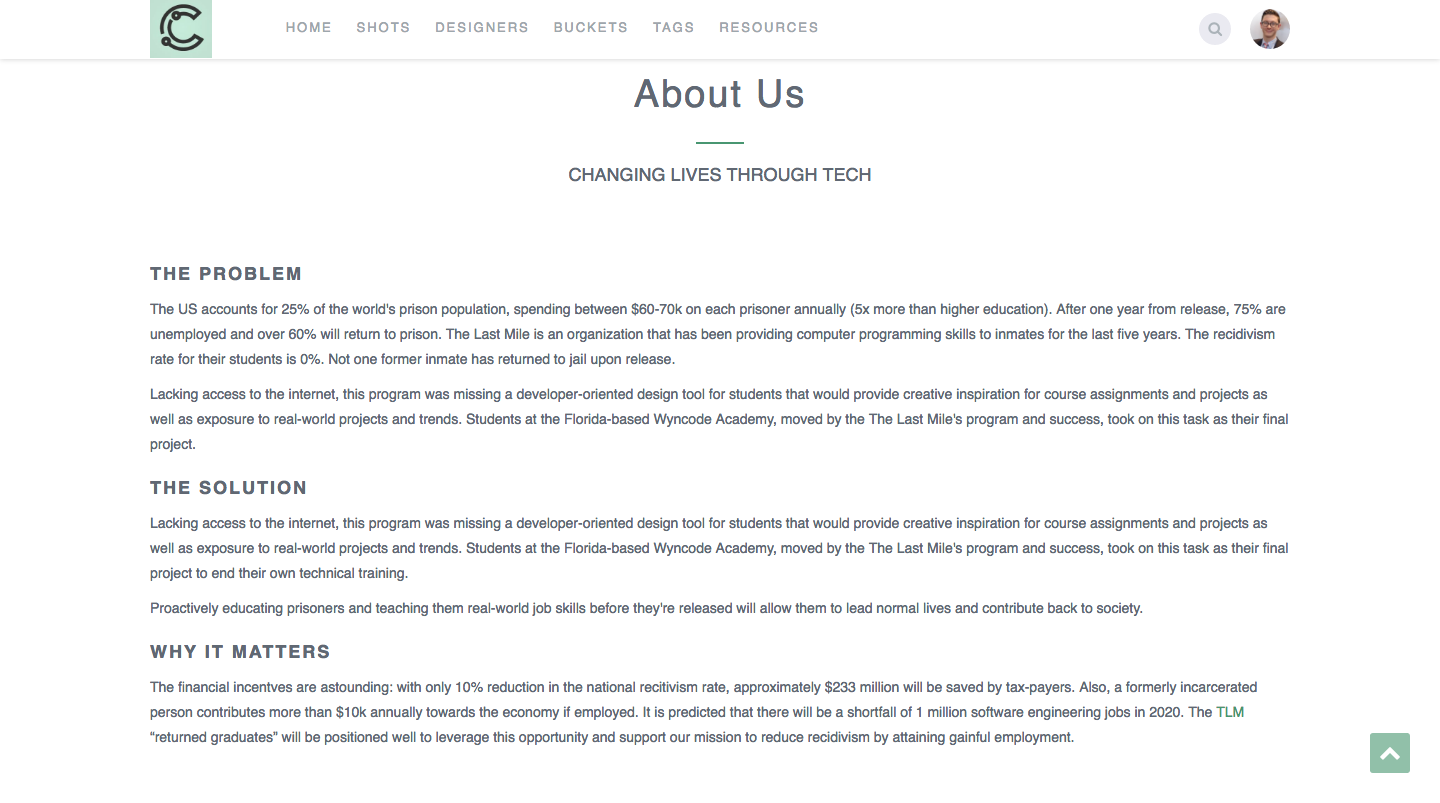 HOME SHOTS DESIGNERS BUCKETS TAGS RESOURCES
About Us
CHANGING LIVES THROUGH TECH
THE PROBLEM
The US accounts for 25% of the world's prison population, spending between $60-70k on each prisoner annually (5x more than higher education). After one year from release, 75% are
unemployed and over 60% will return to prison. The Last Mile is an organization that has been providing computer programming skills to inmates for the last five years. The recidivism
rate for their students is 0%. Not one former inmate has returned to jail upon release.
Lacking access to the internet, this program was missing a developer-oriented design tool for students that would provide creative inspiration for course assignments and projects as
well as exposure to real-world projects and trends. Students at the Florida-based Wyncode Academy, moved by the The Last Mile's program and success, took on this task as their final
project.
THE SOLUTION
Lacking access to the internet, this program was missing a developer-oriented design tool for students that would provide creative inspiration for course assignments and projects as
well as exposure to real-world projects and trends. Students at the Florida-based Wyncode Academy, moved by the The Last Mile's program and success, took on this task as their final
project to end their own technical training.
Proactively educating prisoners and teaching them real-world job skills before they're released will allow them to lead normal lives and contribute back to society.
WHY IT MATTERS
The financial incentves are astounding: with only 10% reduction in the national recitivism rate, approximately $233 million will be saved by tax-payers. Also, a formerly incarcerated
person contributes more than $10k annually towards the economy if employed. It is predicted that there will be a shortfall of 1 million software engineering jobs in 2020. The TLM
“returned graduates” will be positioned well to leverage this opportunity and support our mission to reduce recidivism by attaining gainful employment.